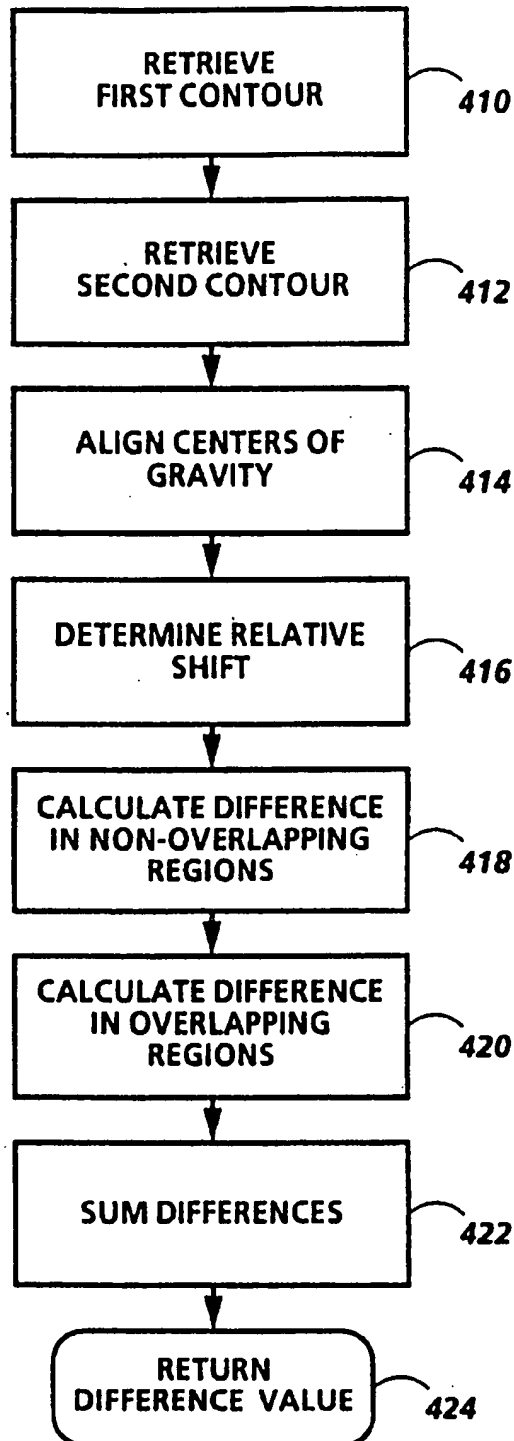 RETRIEVE
FIRST CONTOUR
410
RETRIEVE
SECOND CONTOUR
412
ALIGN CENTERS OF
GRAVITY
414
DETERMINE RELATIVE
SHIFT
416
CALCULATE DIFFERENCE
IN NON-OVERLAPPING
REGIONS
418
CALCULATE DIFFERENCE
IN OVERLAPPING
REGIONS
420
SUM DIFFERENCES
422
RETURN
DIFFERENCE VALUE
424